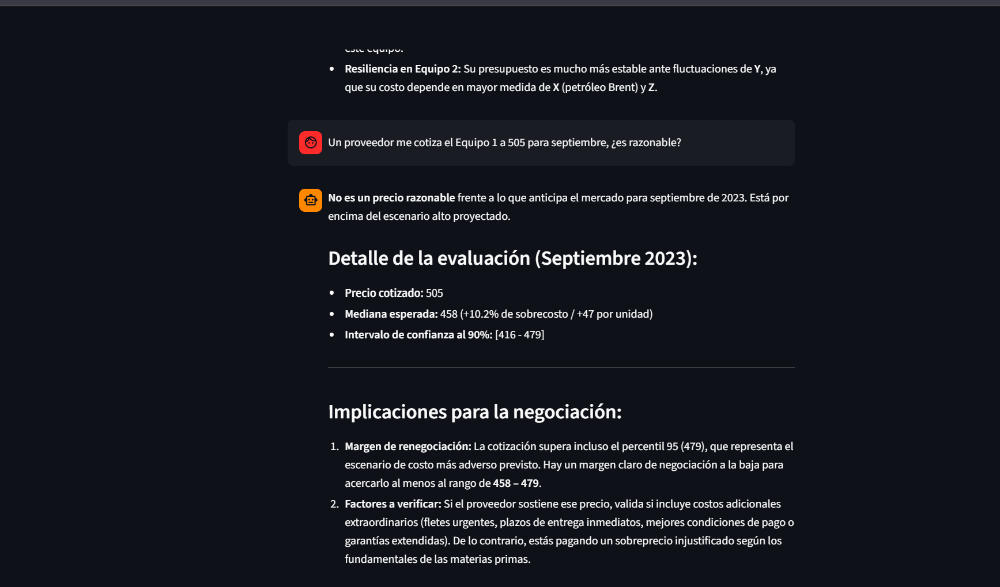 este equipo.
Resiliencia en Equipo 2: Su presupuesto es mucho más estable ante fluctuaciones de Y, ya
que su costo depende en mayor medida de X (petróleo Brent) y Z.
Un proveedor me cotiza el Equipo 1 a 505 para septiembre, ¿es razonable?
No es un precio razonable frente a lo que anticipa el mercado para septiembre de 2023. Está por
encima del escenario alto proyectado.
Detalle de la evaluación (Septiembre 2023):
Precio cotizado: 505
Mediana esperada: 458 (+10.2% de sobrecosto / +47 por unidad)
Intervalo de confianza al 90%: [416 - 479]
Implicaciones para la negociación:
1. Margen de renegociación: La cotización supera incluso el percentil 95 (479), que representa el
escenario de costo más adverso previsto. Hay un margen claro de negociación a la baja para
acercarlo al menos al rango de 458 – 479.
2. Factores a verificar: Si el proveedor sostiene ese precio, valida si incluye costos adicionales
extraordinarios (fletes urgentes, plazos de entrega inmediatos, mejores condiciones de pago o
garantías extendidas). De lo contrario, estás pagando un sobreprecio injustificado según los
fundamentales de las materias primas.